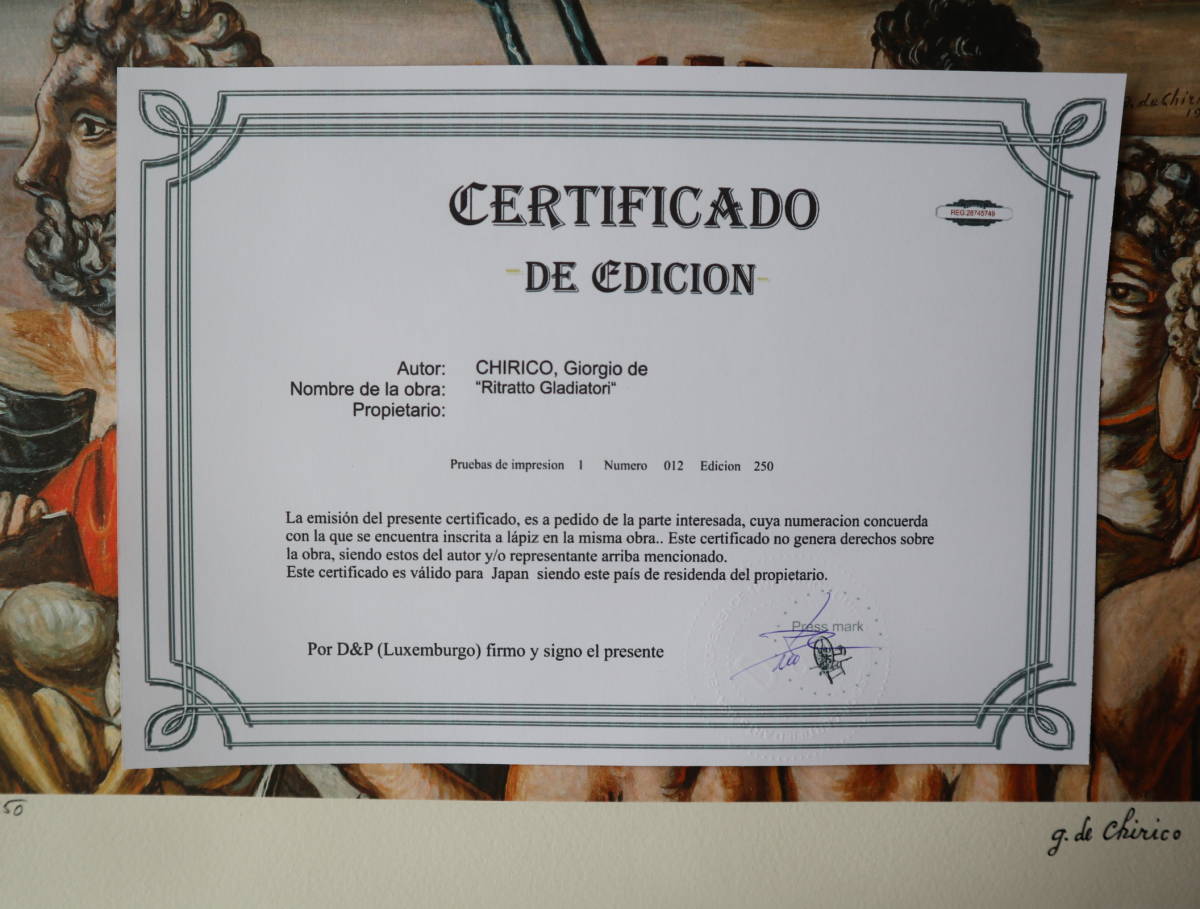 de Chiri
CERTIFICADO
REG.28745749
-DE EDICION-
Autor: CHIRICO, Giorgio de
Nombre de la obra: "Ritratto Gladiatori"
Propietario:
Pruebas de impresion 1 Numero 012 Edicion 250
La emisión del presente certificado, es a pedido de la parte interesada, cuya numeracion concuerda
con la que se encuentra inscrita a lápiz en la misma obra.. Este certificado no genera derechos sobre
la obra, siendo estos del autor y/o representante arriba mencionado.
Este certificado es válido para Japan siendo este país de residenda del propietario.
Press mark
Por D&P (Luxemburgo) firmo y signo el presente
50
g. de Chirico